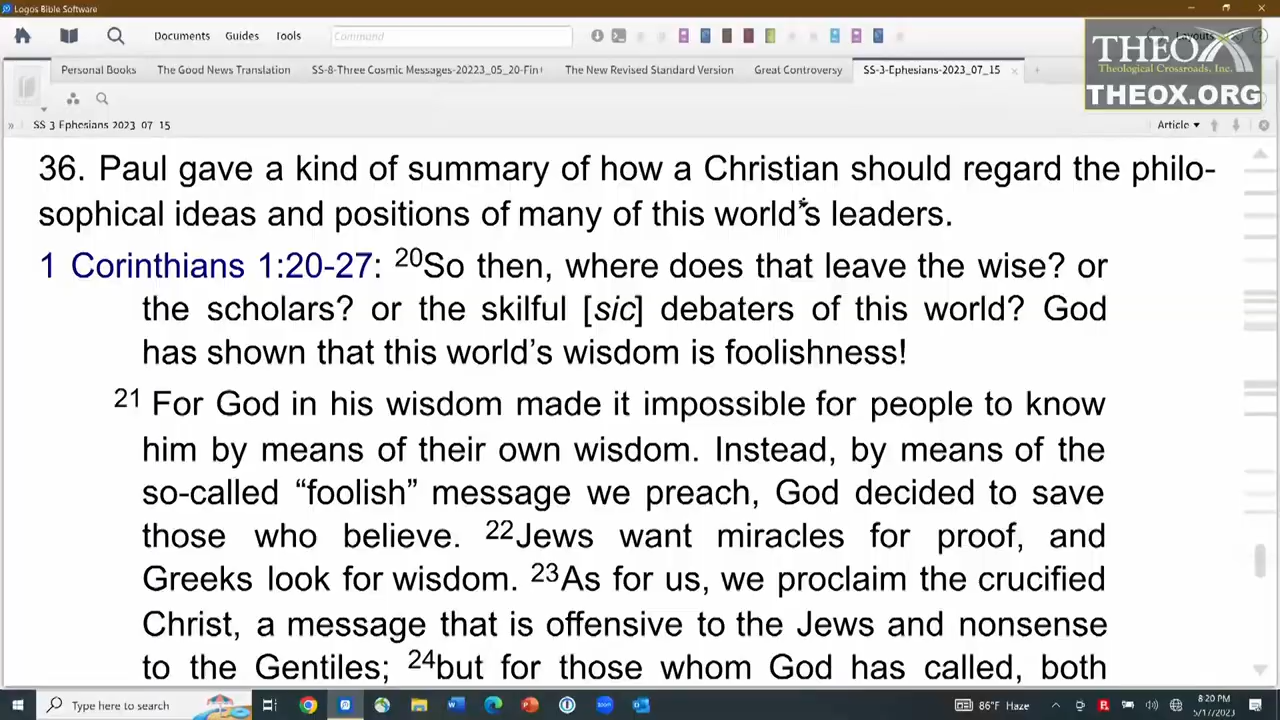 Logos Bible Software
Documents Guides Tools Command Layouts
THEOX
Theological Crossroads, Inc.
THEOX.ORG
Personal Books The Good News Translation SS-8-Three Cosmic Messages The New Revised Standard Version Great Controversy SS-3-Ephesians-2023_07_15
SS 3 Ephesians 2023 07 15 Article
36. Paul gave a kind of summary of how a Christian should regard the philo-
sophical ideas and positions of many of this world’s leaders.
1 Corinthians 1:20-27: 20So then, where does that leave the wise? or
the scholars? or the skilful [sic] debaters of this world? God
has shown that this world’s wisdom is foolishness!
21 For God in his wisdom made it impossible for people to know
him by means of their own wisdom. Instead, by means of the
so-called “foolish” message we preach, God decided to save
those who believe. 22Jews want miracles for proof, and
Greeks look for wisdom. 23As for us, we proclaim the crucified
Christ, a message that is offensive to the Jews and nonsense
to the Gentiles; 24but for those whom God has called, both
Type here to search 86°F Haze 8:20 PM
5/17/2023